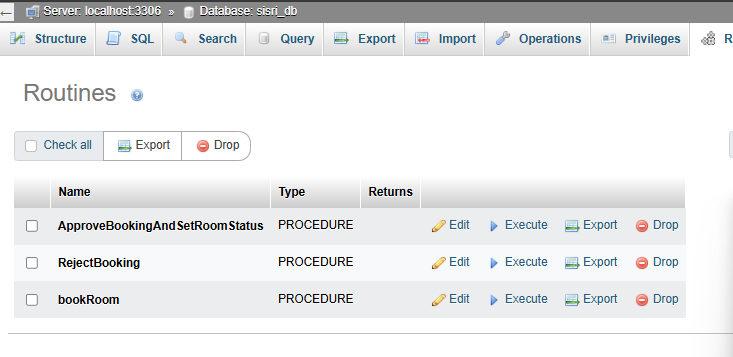 Server: localhost:3306 » Database: sisri_db
Structure SQL Search Query Export Import Operations Privileges R
Routines
Check all Export Drop
Name Type Returns
ApproveBookingAndSetRoomStatus PROCEDURE Edit Execute Export Drop
RejectBooking PROCEDURE Edit Execute Export Drop
bookRoom PROCEDURE Edit Execute Export Drop